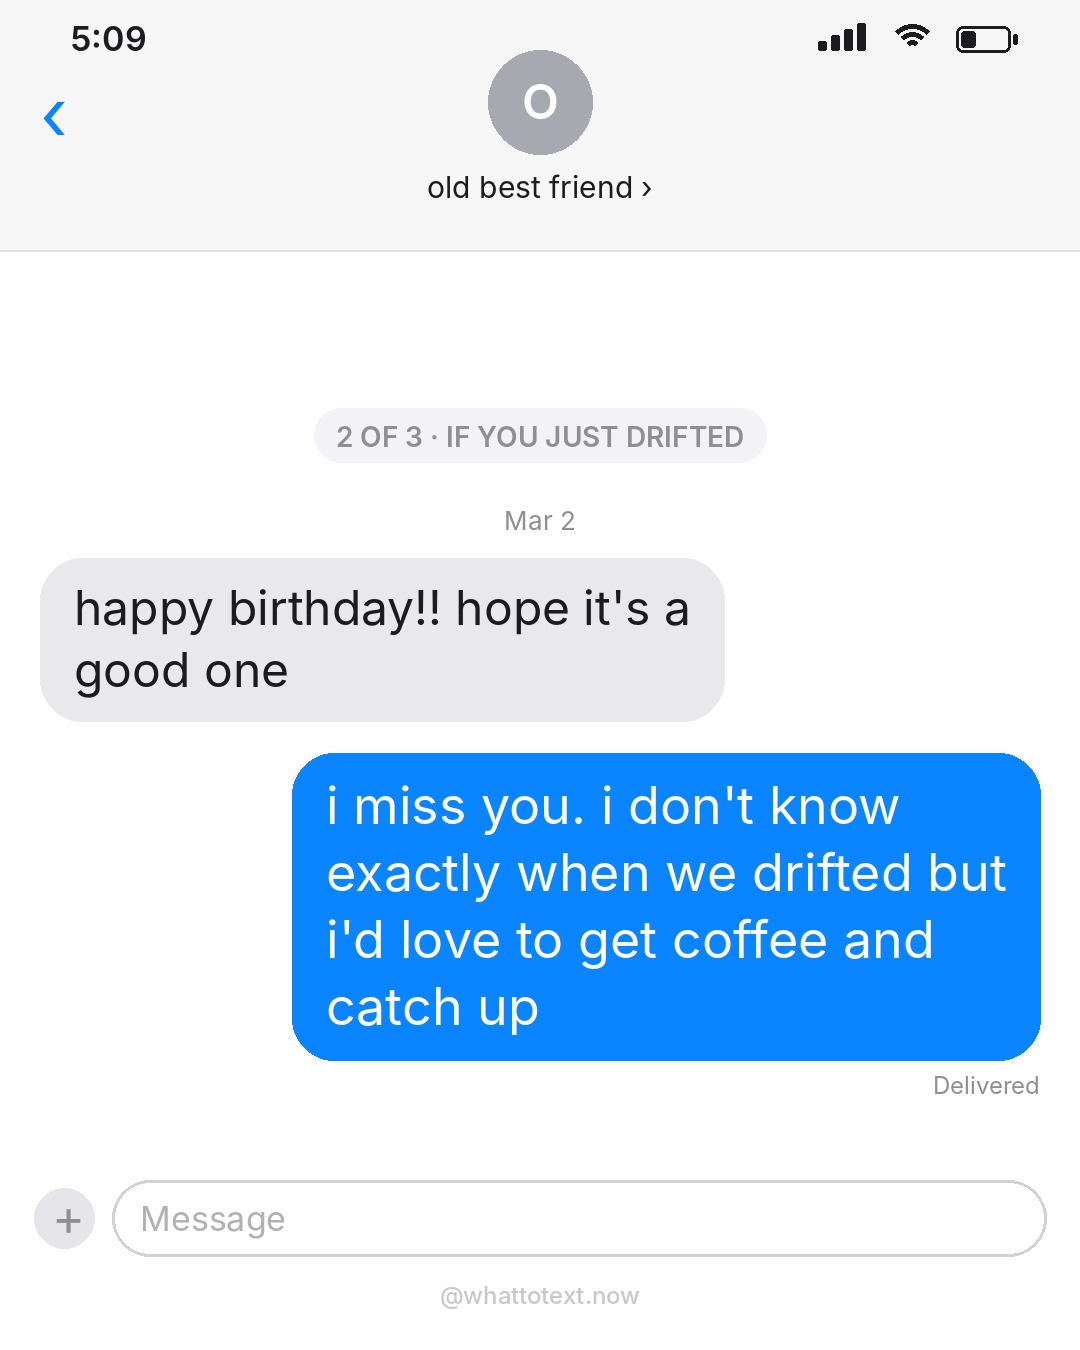 5:09
O
old best friend ›
2 OF 3 · IF YOU JUST DRIFTED
Mar 2
happy birthday!! hope it's a
good one
i miss you. i don't know
exactly when we drifted but
i'd love to get coffee and
catch up
Delivered
+
Message
@whattotext.now